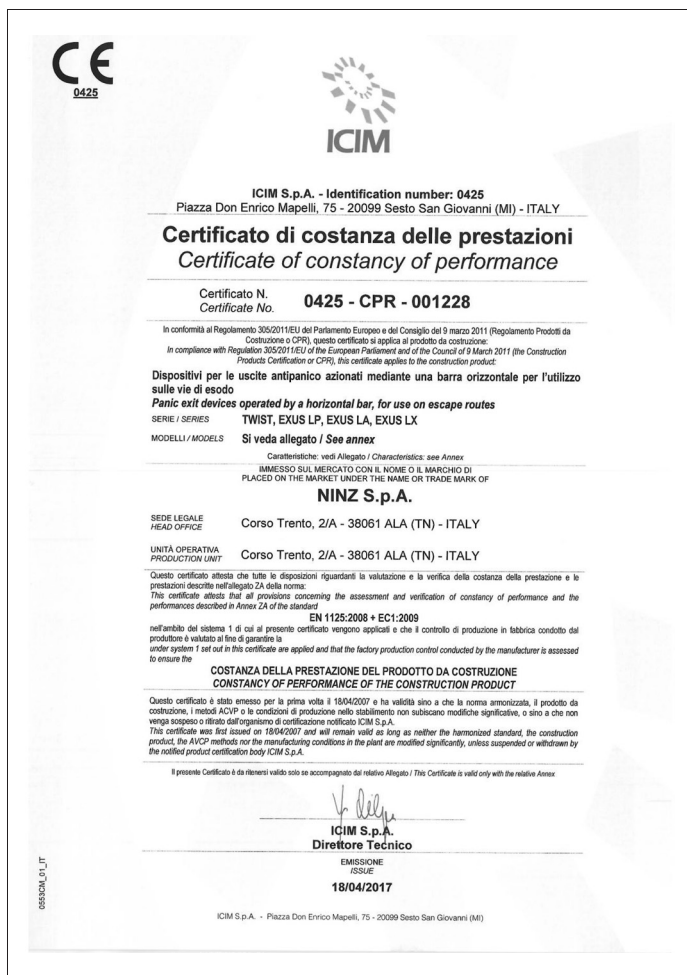 CE
0425
ICIM
ICIM S.p.A. - Identification number: 0425
Piazza Don Enrico Mapelli, 75 - 20099 Sesto San Giovanni (MI) - ITALY
Certificato di costanza delle prestazioni
Certificate of constancy of performance
Certificato N.
Certificate No.
0425 - CPR - 001228
In conformità al Regolamento 305/2011/EU del Parlamento Europeo e del Consiglio del 9 marzo 2011 (Regolamento Prodotti da
Costruzione o CPR), questo certificato si applica al prodotto da costruzione:
In compliance with Regulation 305/2011/EU of the European Parliament and of the Council of 9 March 2011 (the Construction
Products Certification or CPR), this certificate applies to the construction product:
Dispositivi per le uscite antipanico azionati mediante una barra orizzontale per l'utilizzo
sulle vie di esodo
Panic exit devices operated by a horizontal bar, for use on escape routes
SERIE / SERIES TWIST, EXUS LP, EXUS LA, EXUS LX
MODELLI / MODELS Si veda allegato / See annex
Caratteristiche: vedi Allegato / Characteristics: see Annex
IMMESSO SUL MERCATO CON IL NOME O IL MARCHIO DI
PLACED ON THE MARKET UNDER THE NAME OR TRADE MARK OF
NINZ S.p.A.
SEDE LEGALE
HEAD OFFICE
Corso Trento, 2/A - 38061 ALA (TN) - ITALY
UNITÀ OPERATIVA
PRODUCTION UNIT
Corso Trento, 2/A - 38061 ALA (TN) - ITALY
Questo certificato attesta che tutte le disposizioni riguardanti la valutazione e la verifica della costanza della prestazione e le
prestazioni descritte nell'allegato ZA della norma:
This certificate attests that all provisions concerning the assessment and verification of constancy of performance and the
performances described in Annex ZA of the standard
EN 1125:2008 + EC1:2009
nell'ambito del sistema 1 di cui al presente certificato vengono applicati e che il controllo di produzione in fabbrica condotto dal
produttore è valutato al fine di garantire la
under system 1 set out in this certificate are applied and that the factory production control conducted by the manufacturer is assessed
to ensure the
COSTANZA DELLA PRESTAZIONE DEL PRODOTTO DA COSTRUZIONE
CONSTANCY OF PERFORMANCE OF THE CONSTRUCTION PRODUCT
Questo certificato è stato emesso per la prima volta il 18/04/2007 e ha validità sino a che la norma armonizzata, il prodotto da
costruzione, i metodi ACVP o le condizioni di produzione nello stabilimento non subiscano modifiche significative, o sino a che non
venga sospeso o ritirato dall'organismo di certificazione notificato ICIM S.p.A.
This certificate was first issued on 18/04/2007 and will remain valid as long as neither the harmonized standard, the construction
product, the AVCP methods nor the manufacturing conditions in the plant are modified significantly, unless suspended or withdrawn by
the notified product certification body ICIM S.p.A.
Il presente Certificato è da ritenersi valido solo se accompagnato dal relativo Allegato / This Certificate is valid only with the relative Annex
ICIM S.p.A.
Direttore Tecnico
EMISSIONE
ISSUE
18/04/2017
0553CM_01_IT
ICIM S.p.A. - Piazza Don Enrico Mapelli, 75 - 20099 Sesto San Giovanni (MI)